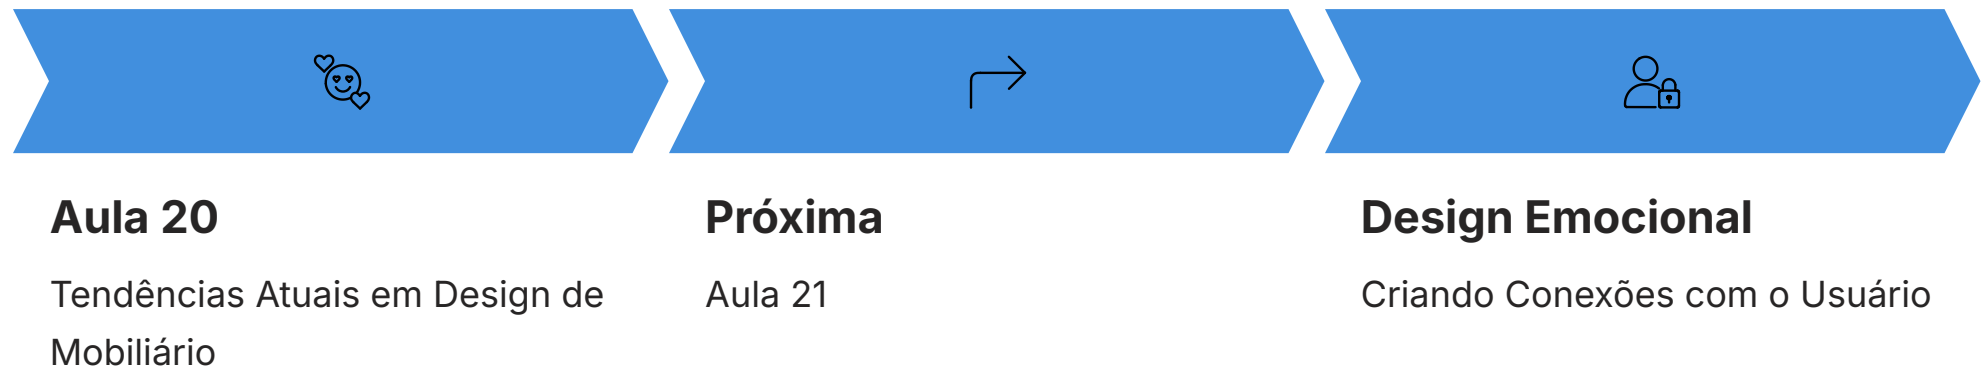 Aula 20
Tendências Atuais em Design de
Mobiliário
Próxima
Aula 21
Design Emocional
Criando Conexões com o Usuário